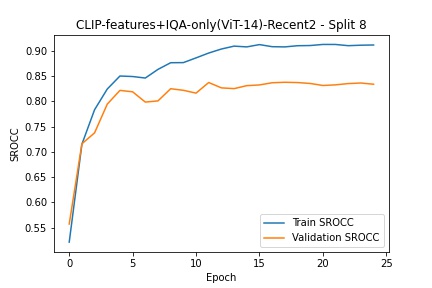 CLIP-features+IQA-only(ViT-14)-Recent2 - Split 8
SROCC
0.90
0.85
0.80
0.75
0.70
0.65
0.60
0.55
0
5
10
15
20
25
Epoch
Train SROCC
Validation SROCC